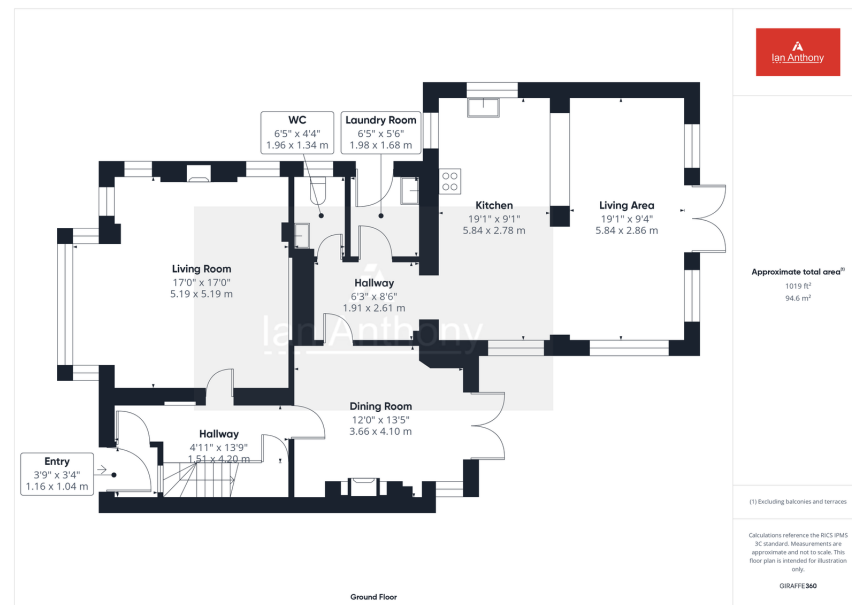 WC
6'5" x 4'4"
1.96 x 1.34 m
Laundry Room
6'5" x 5'6"
1.98 x 1.68 m
Kitchen
19'1" x 9'1"
5.84 x 2.78 m
Living Area
19'1" x 9'4"
5.84 x 2.86 m
Living Room
17'0" x 17'0"
5.19 x 5.19 m
Hallway
6'3" x 8'6"
1.91 x 2.61 m
Ian Anthony
Dining Room
12'0" x 13'5"
3.66 x 4.10 m
Hallway
4'11" x 13'9"
1.51 x 4.20 m
Entry
3'9" x 3'4"
1.16 x 1.04 m
Ground Floor
Ian Anthony
Approximate total area(1)
1019 ft²
94.6 m²
(1) Excluding balconies and terraces
Calculations reference the RICS IPMS
3C standard. Measurements are
approximate and not to scale. This
floor plan is intended for illustration
only.
GIRAFFE360